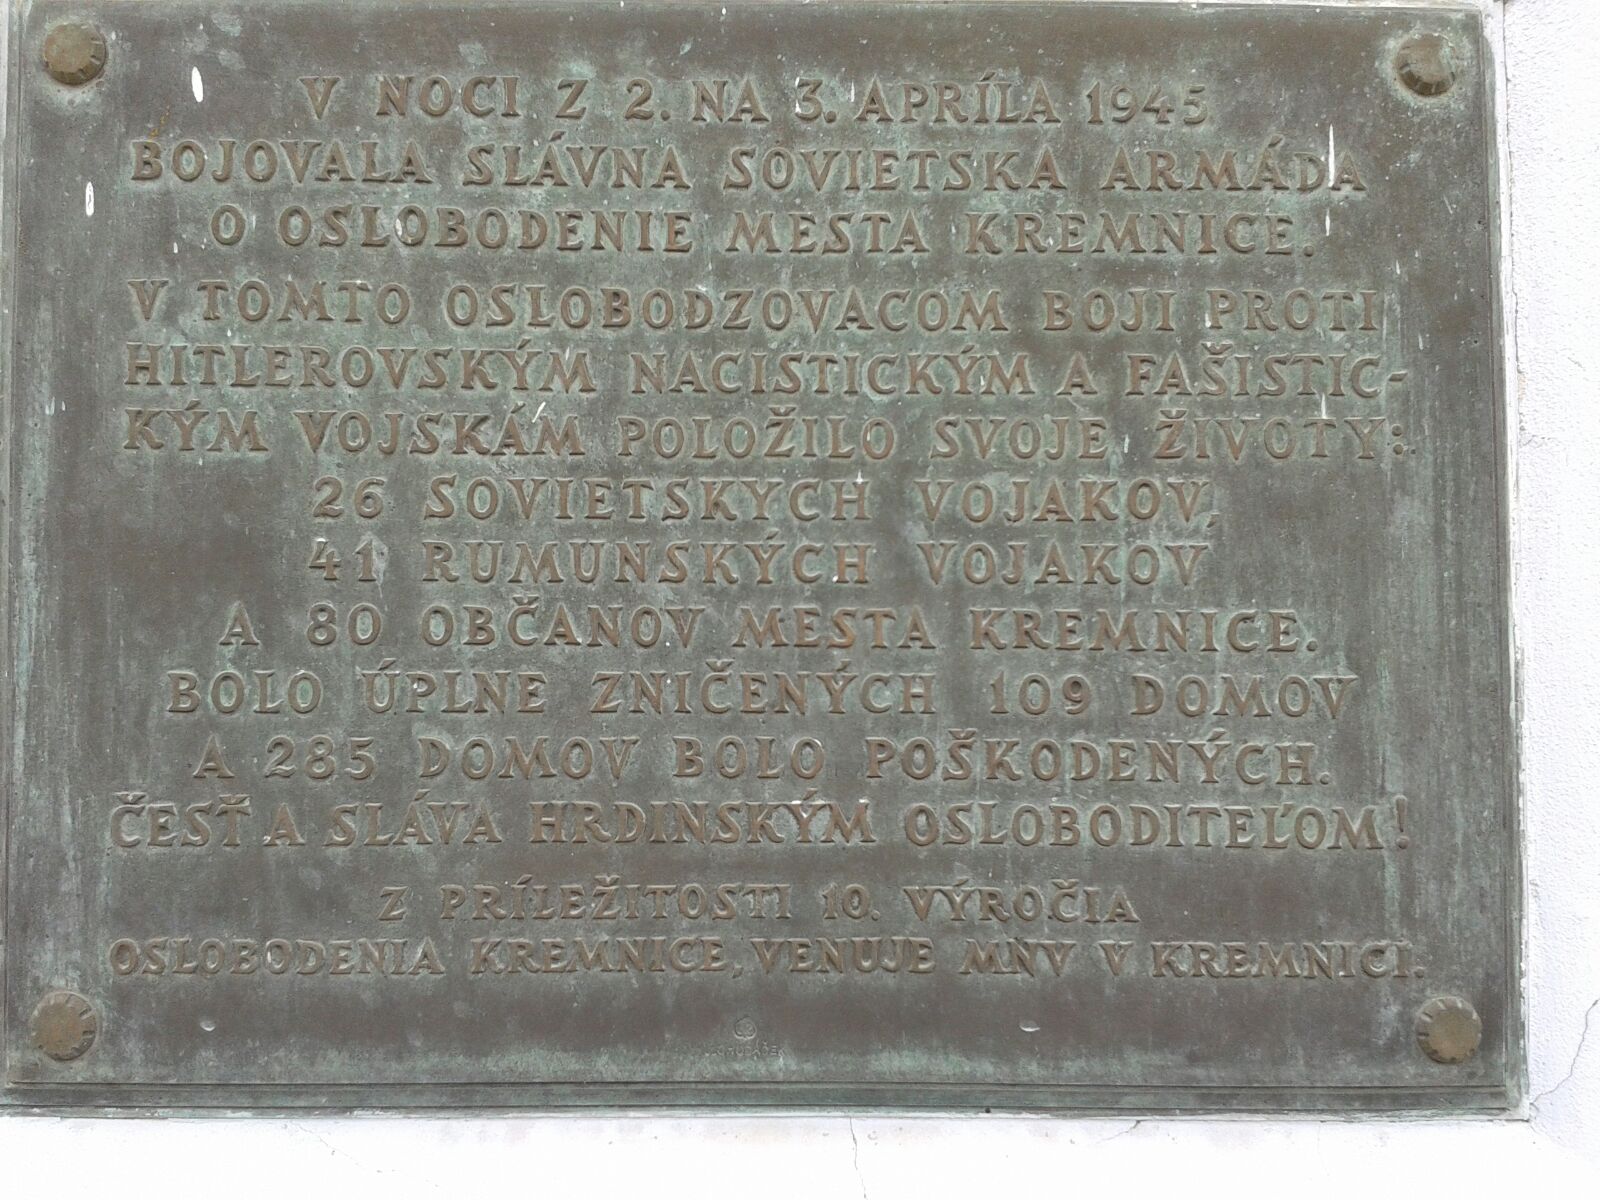 V NOCI Z 2. NA 3. APRÍLA 1945
BOJOVALA SLÁVNA SOVIETSKA ARMÁDA
O OSLOBODENIE MESTA KREMNICE.
V TOMTO OSLOBODZOVACOM BOJI PROTI
HITLEROVSKÝM NACISTICKÝM A FAŠISTIC-
KÝM VOJSKÁM POLOŽILO SVOJE ŽIVOTY:
26 SOVIETSKYCH VOJAKOV,
41 RUMUNSKÝCH VOJAKOV
A 80 OBČANOV MESTA KREMNICE.
BOLO ÚPLNE ZNIČENÝCH 109 DOMOV
A 285 DOMOV BOLO POŠKODENÝCH.
ČESŤ A SLÁVA HRDINSKÝM OSLOBODITEĽOM!
Z PRÍLEŽITOSTI 10. VÝROČIA
OSLOBODENIA KREMNICE, VENUJE MNV V KREMNICI.